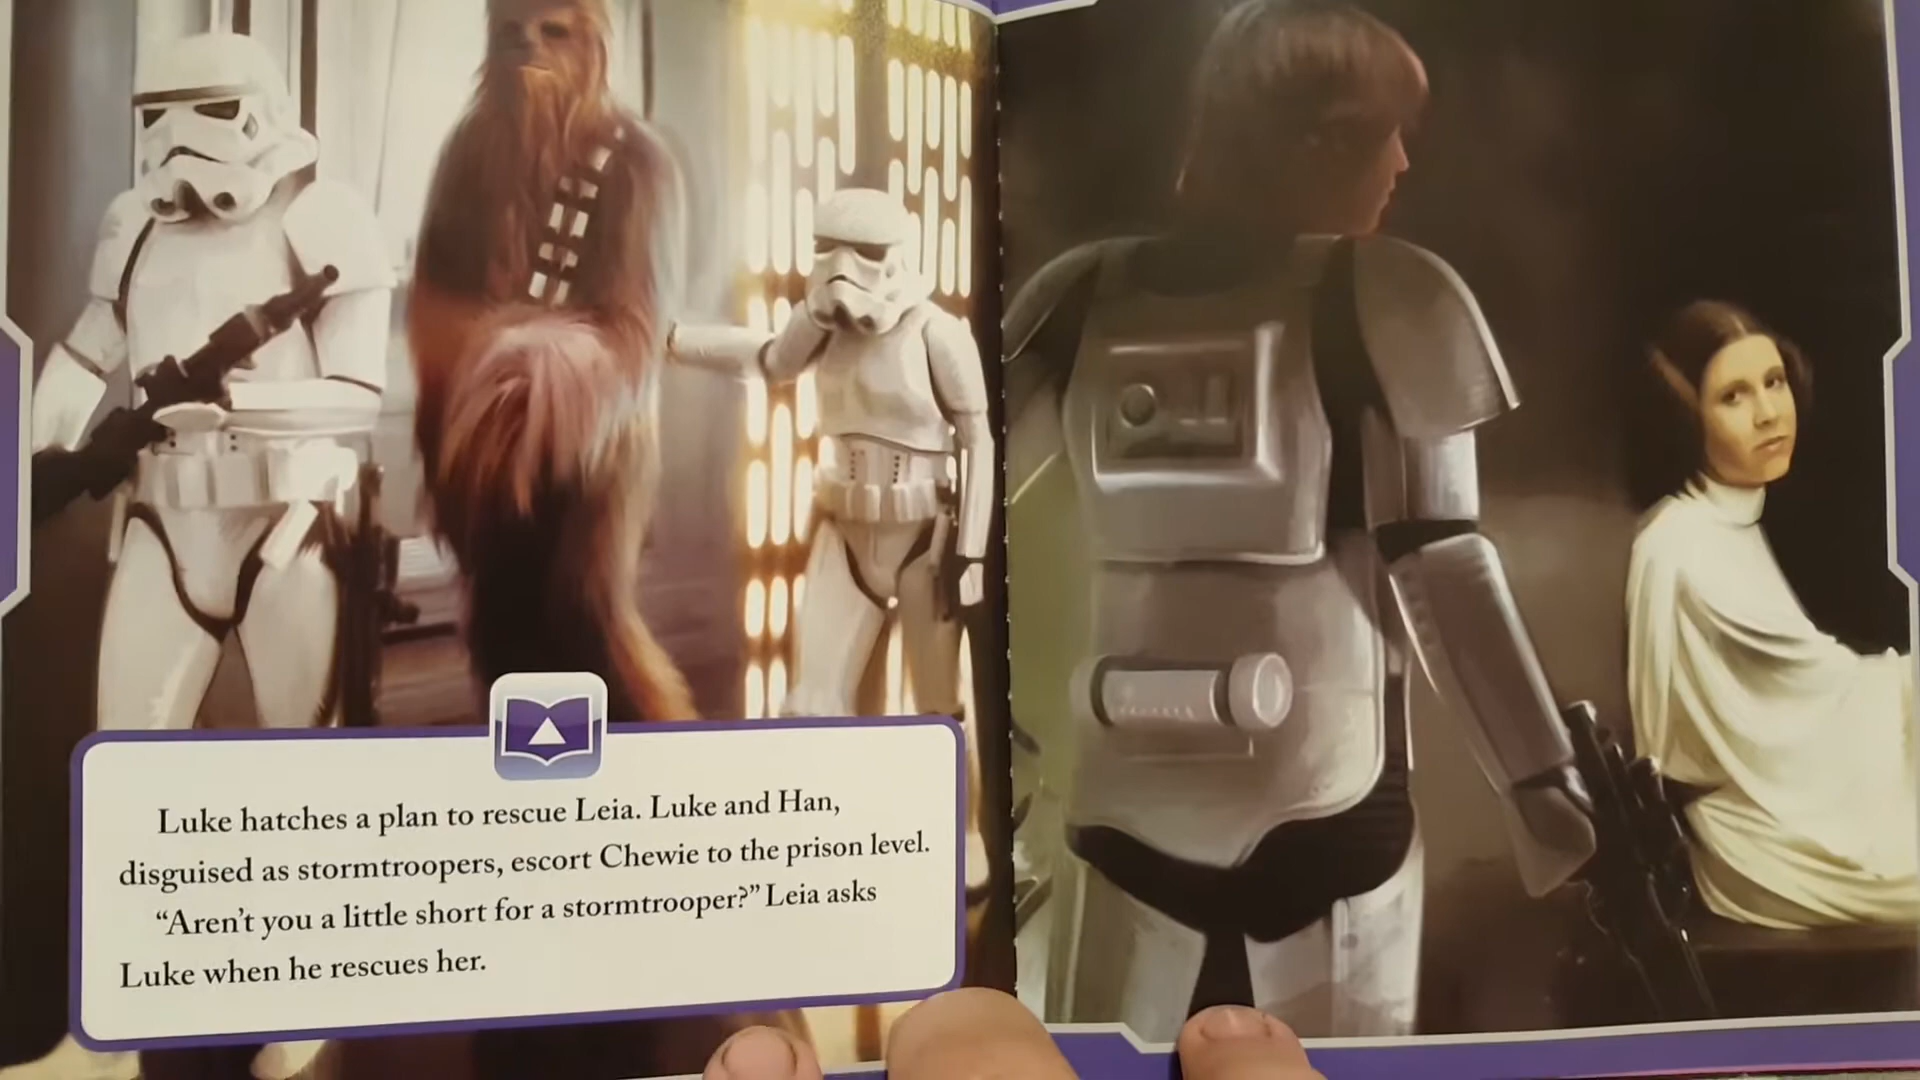 Luke hatches a plan to rescue Leia. Luke and Han,
disguised as stormtroopers, escort Chewie to the prison level.
“Aren’t you a little short for a stormtrooper?” Leia asks
Luke when he rescues her.